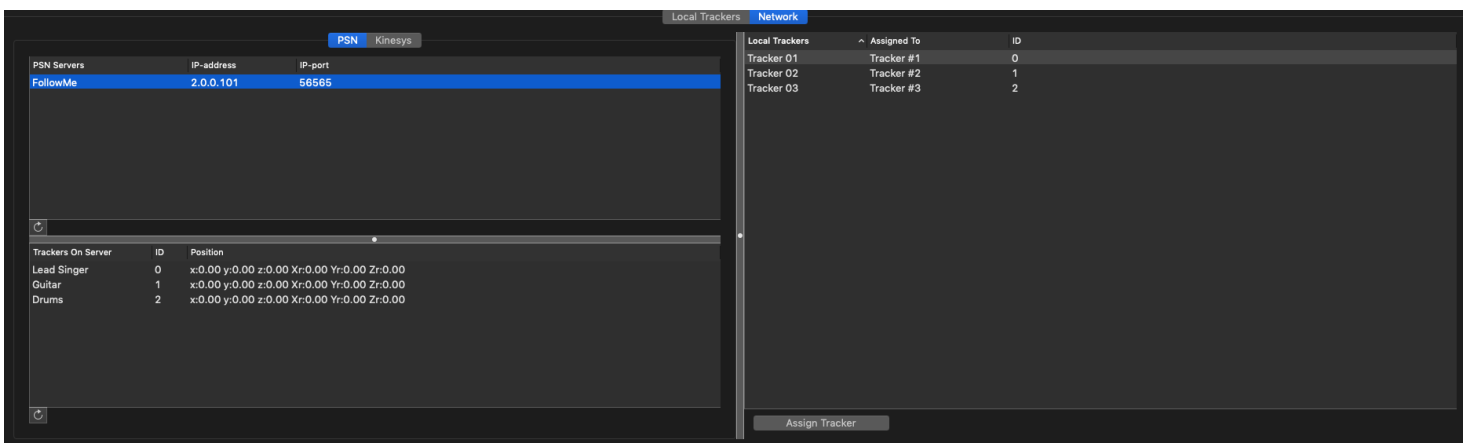 Local Trackers Network
PSN Kinesys
PSN Servers IP-address IP-port
FollowMe 2.0.0.101 56565
Trackers On Server ID Position
Lead Singer 0 x:0.00 y:0.00 z:0.00 Xr:0.00 Yr:0.00 Zr:0.00
Guitar 1 x:0.00 y:0.00 z:0.00 Xr:0.00 Yr:0.00 Zr:0.00
Drums 2 x:0.00 y:0.00 z:0.00 Xr:0.00 Yr:0.00 Zr:0.00
Local Trackers Assigned To ID
Tracker 01 Tracker #1 0
Tracker 02 Tracker #2 1
Tracker 03 Tracker #3 2
Assign Tracker